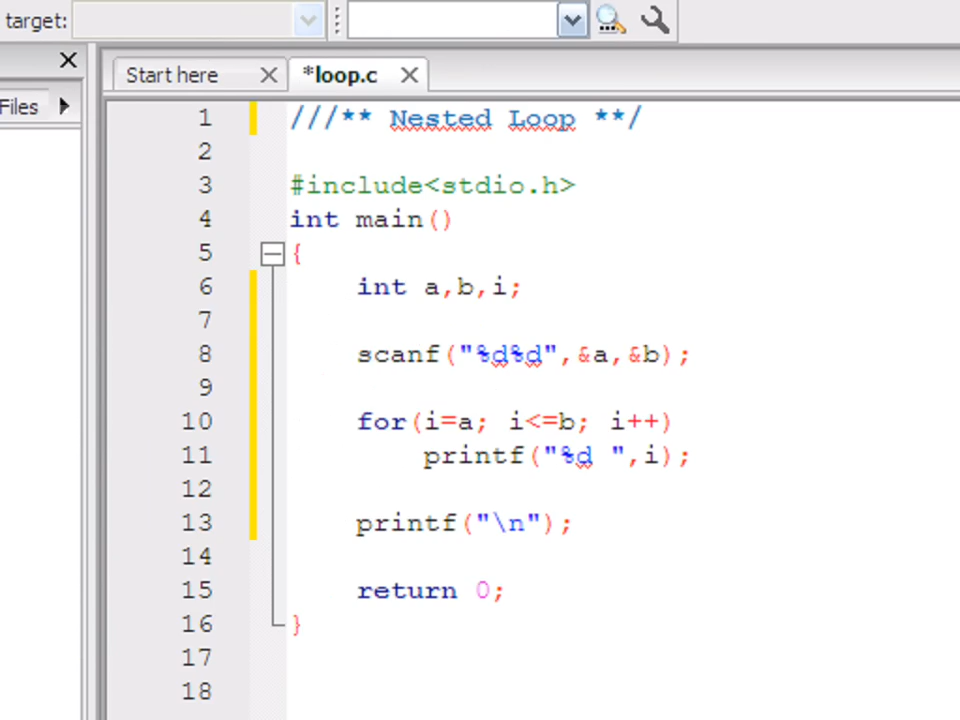 target:
Start here
*loop.c
Files
1 ///** Nested Loop **/
2
3 #include<stdio.h>
4 int main()
5 {
6 int a,b,i;
7
8 scanf("%d%d",&a,&b);
9
10 for(i=a; i<=b; i++)
11 printf("%d ",i);
12
13 printf("\n");
14
15 return 0;
16 }
17
18